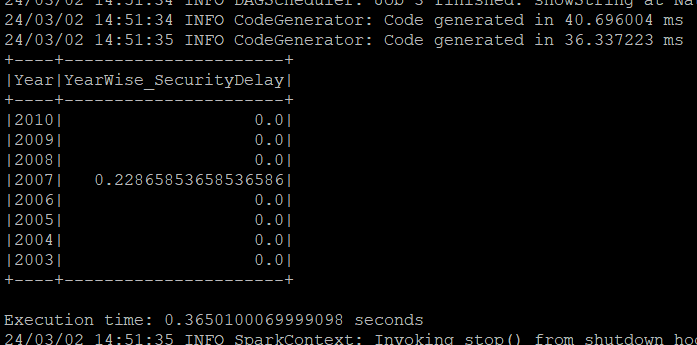 24/03/02 14:51:34 INFO DAGScheduler: Job 3 finished: showString at Na
24/03/02 14:51:34 INFO CodeGenerator: Code generated in 40.696004 ms
24/03/02 14:51:35 INFO CodeGenerator: Code generated in 36.337223 ms
+----+----------------------+
|Year|YearWise_SecurityDelay|
+----+----------------------+
|2010|                   0.0|
|2009|                   0.0|
|2008|                   0.0|
|2007|   0.22865853658536586|
|2006|                   0.0|
|2005|                   0.0|
|2004|                   0.0|
|2003|                   0.0|
+----+----------------------+
Execution time: 0.3650100069999098 seconds
24/03/02 14:51:35 INFO SparkContext: Invoking stop() from shutdown hoo